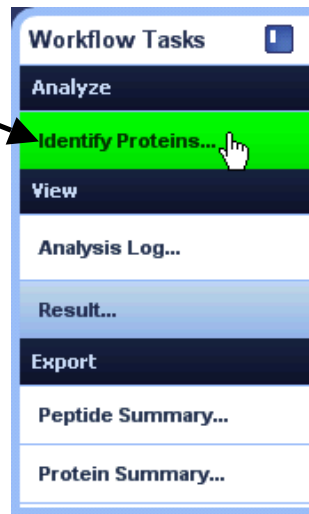 Workflow Tasks
Analyze
Identify Proteins...
View
Analysis Log...
Result...
Export
Peptide Summary...
Protein Summary...